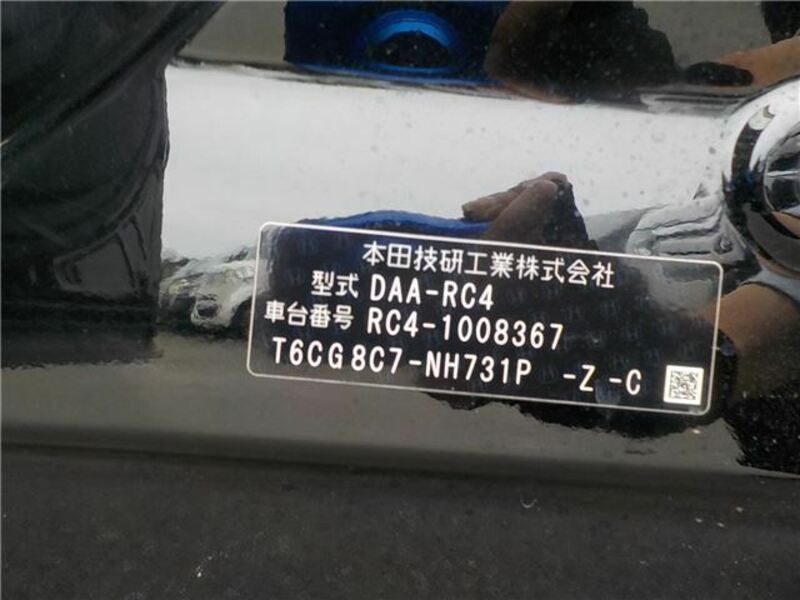 本田技研工業株式会社
型式 DAA-RC4
車台番号 RC4-1008367
T6CG8C7-NH731P -Z -C